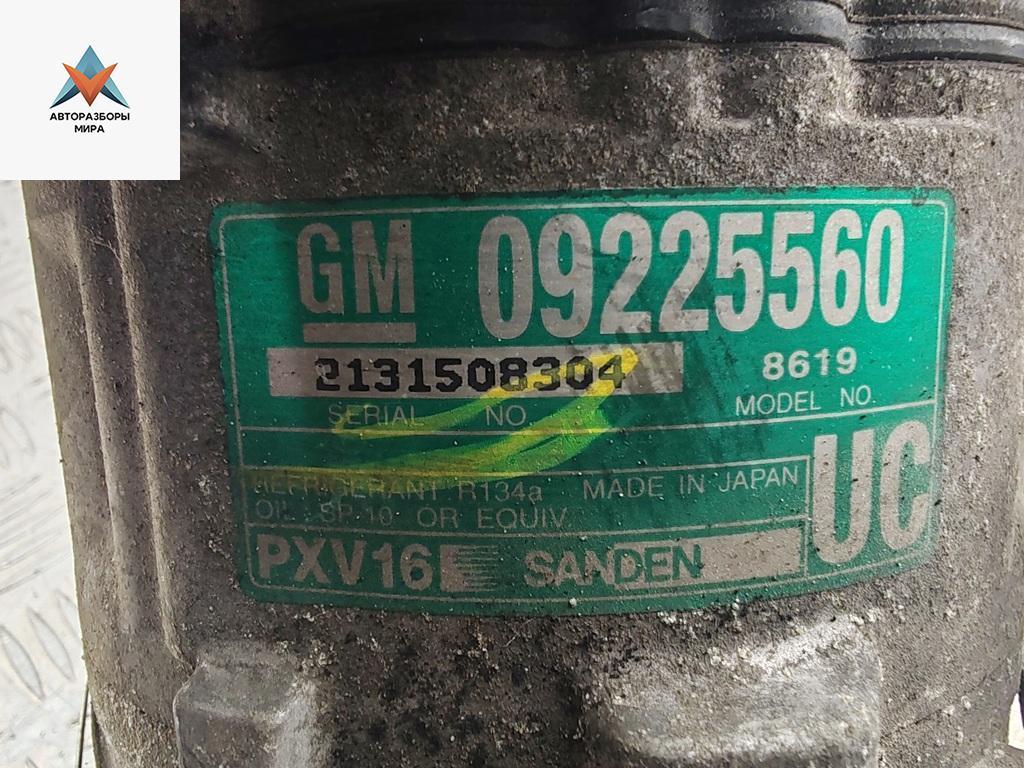 АВТОРАЗБОРЫ
МИРА
GM 09225560
2131508304 8619
SERIAL NO. MODEL NO.
REFRIGERANT R134a MADE IN JAPAN
OIL SP-10 OR EQUIV.
PXV16 SANDEN
UC